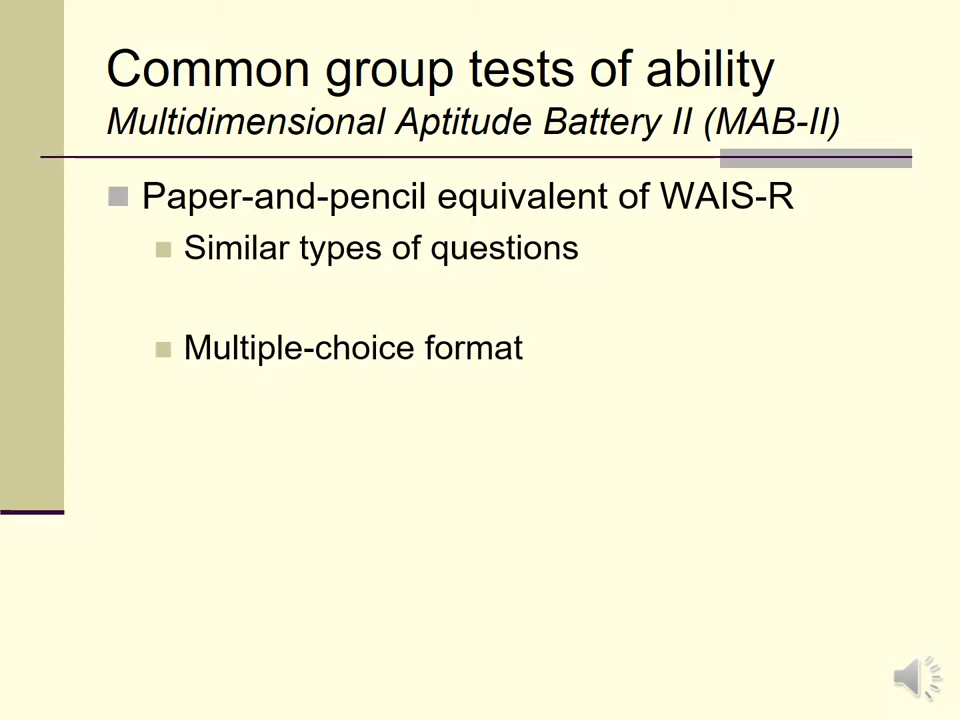 Common group tests of ability
Multidimensional Aptitude Battery II (MAB-II)
Paper-and-pencil equivalent of WAIS-R
Similar types of questions
Multiple-choice format